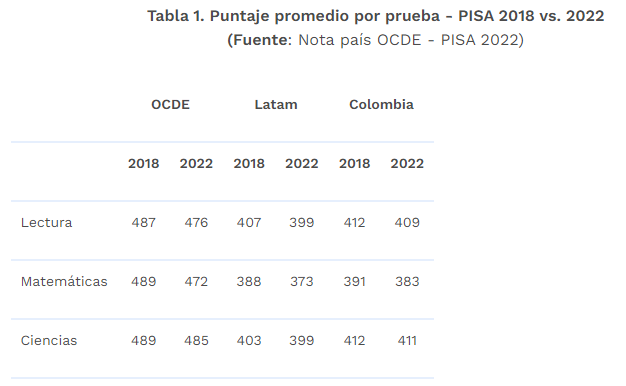 Tabla 1. Puntaje promedio por prueba - PISA 2018 vs. 2022
(Fuente: Nota país OCDE - PISA 2022)
OCDE Latam Colombia
2018 2022 2018 2022 2018 2022
Lectura 487 476 407 399 412 409
Matemáticas 489 472 388 373 391 383
Ciencias 489 485 403 399 412 411